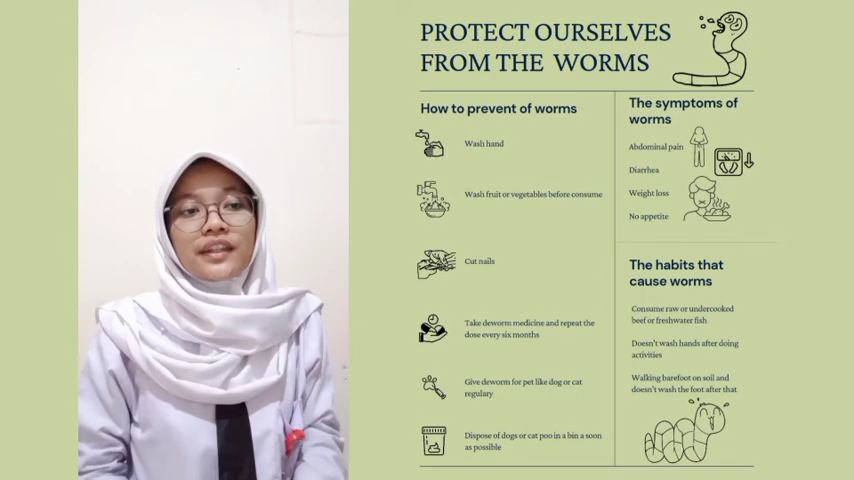 PROTECT OURSELVES
FROM THE WORMS
How to prevent of worms
Wash hand
Wash fruit or vegetables before consume
Cut nails
Take deworm medicine and repeat the
dose every six months
Give deworm for pet like dog or cat
regulary
Dispose of dogs or cat poo in a bin a soon
as possible
The symptoms of
worms
Abdominal pain
Diarrhea
Weight loss
No appetite
The habits that
cause worms
Consume raw or undercooked
beef or freshwater fish
Doesn't wash hands after doing
activities
Walking barefoot on soil and
doesn't wash the foot after that